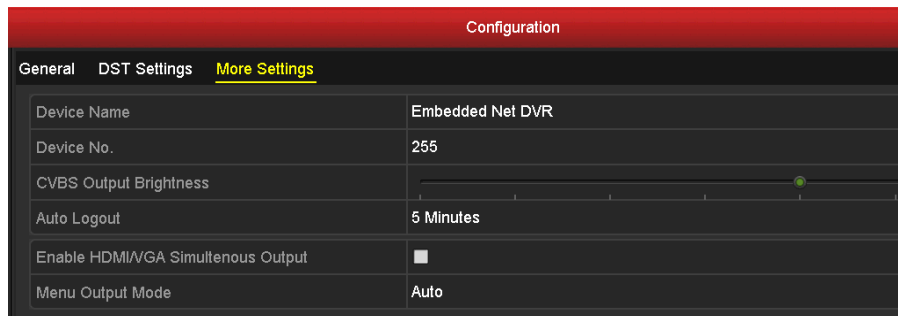 Configuration
General DST Settings More Settings
Device Name Embedded Net DVR
Device No. 255
CVBS Output Brightness
Auto Logout 5 Minutes
Enable HDMI/VGA Simultenous Output
Menu Output Mode Auto